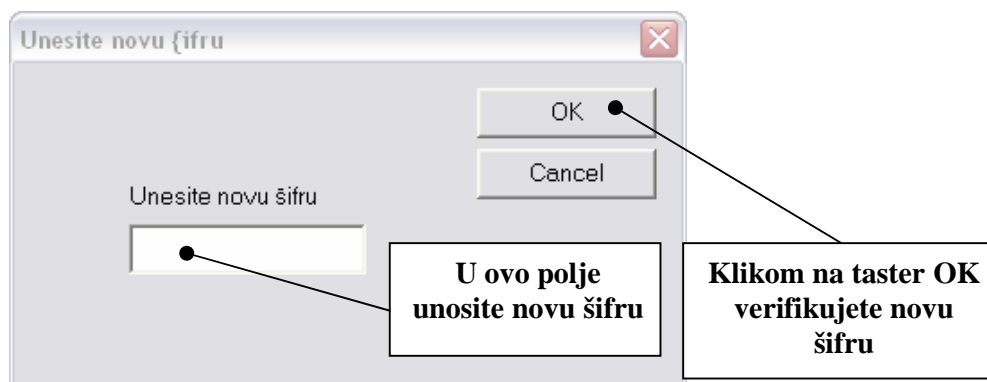 Unesite novu {ifru
OK
Cancel
Unesite novu šifru
U ovo polje
unosite novu šifru
Klikom na taster OK
verifikujete novu
šifru